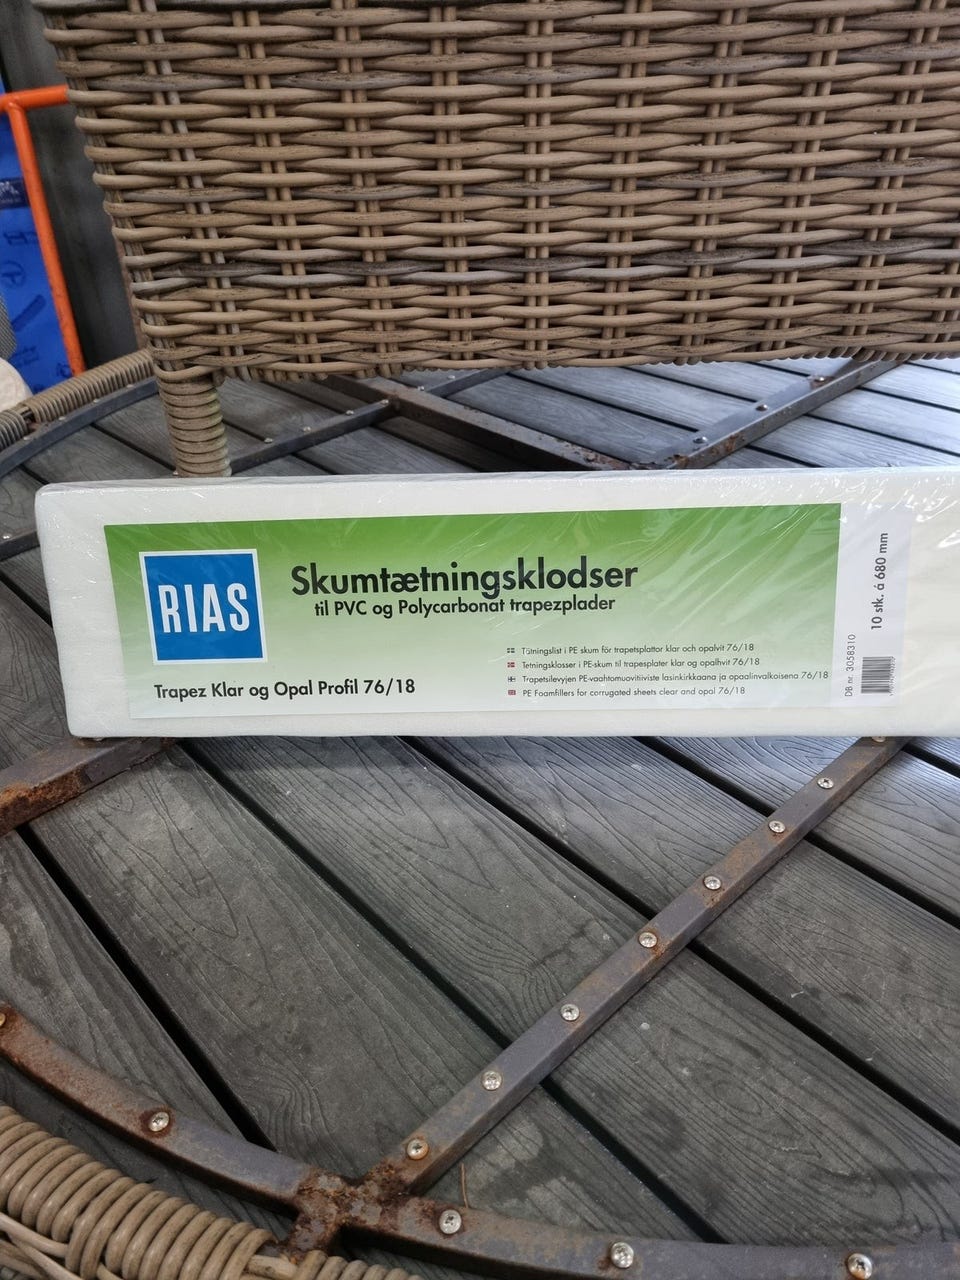 RIAS
Skumtætningsklodser
til PVC og Polycarbonat trapezplader
Trapez Klar og Opal Profil 76/18
Tätningslist i PE skum för trapetsplattor klar och opalvit 76/18
Tetningsklosser i PE-skum til trapesplater klar og opalhvit 76/18
Trapetsilevyjen PE-vaahtomuovitiiviste lasinkirkkaana ja opaalinvalkoisena 76/18
PE Foamfillers for corrugated sheets clear and opal 76/18
DB nr. 3058310
10 stk. á 680 mm